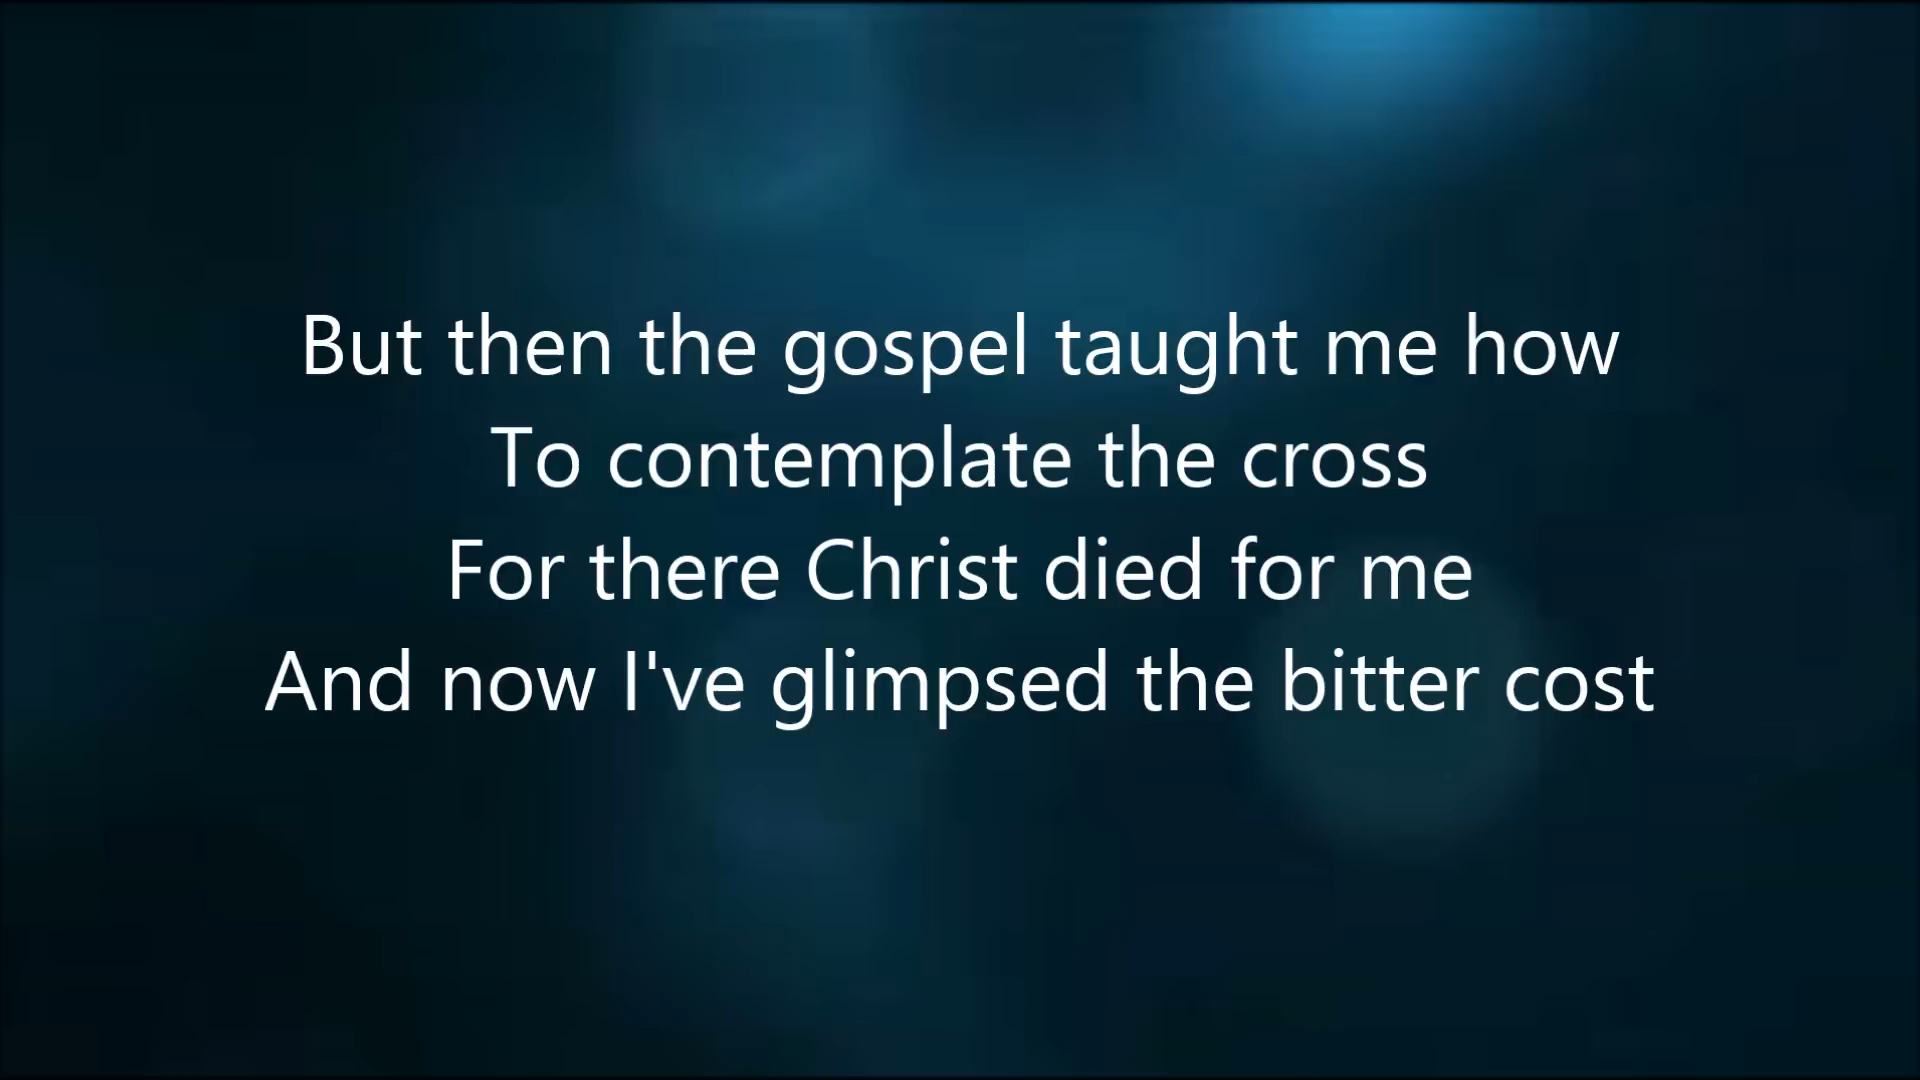 But then the gospel taught me how
To contemplate the cross
For there Christ died for me
And now I've glimpsed the bitter cost